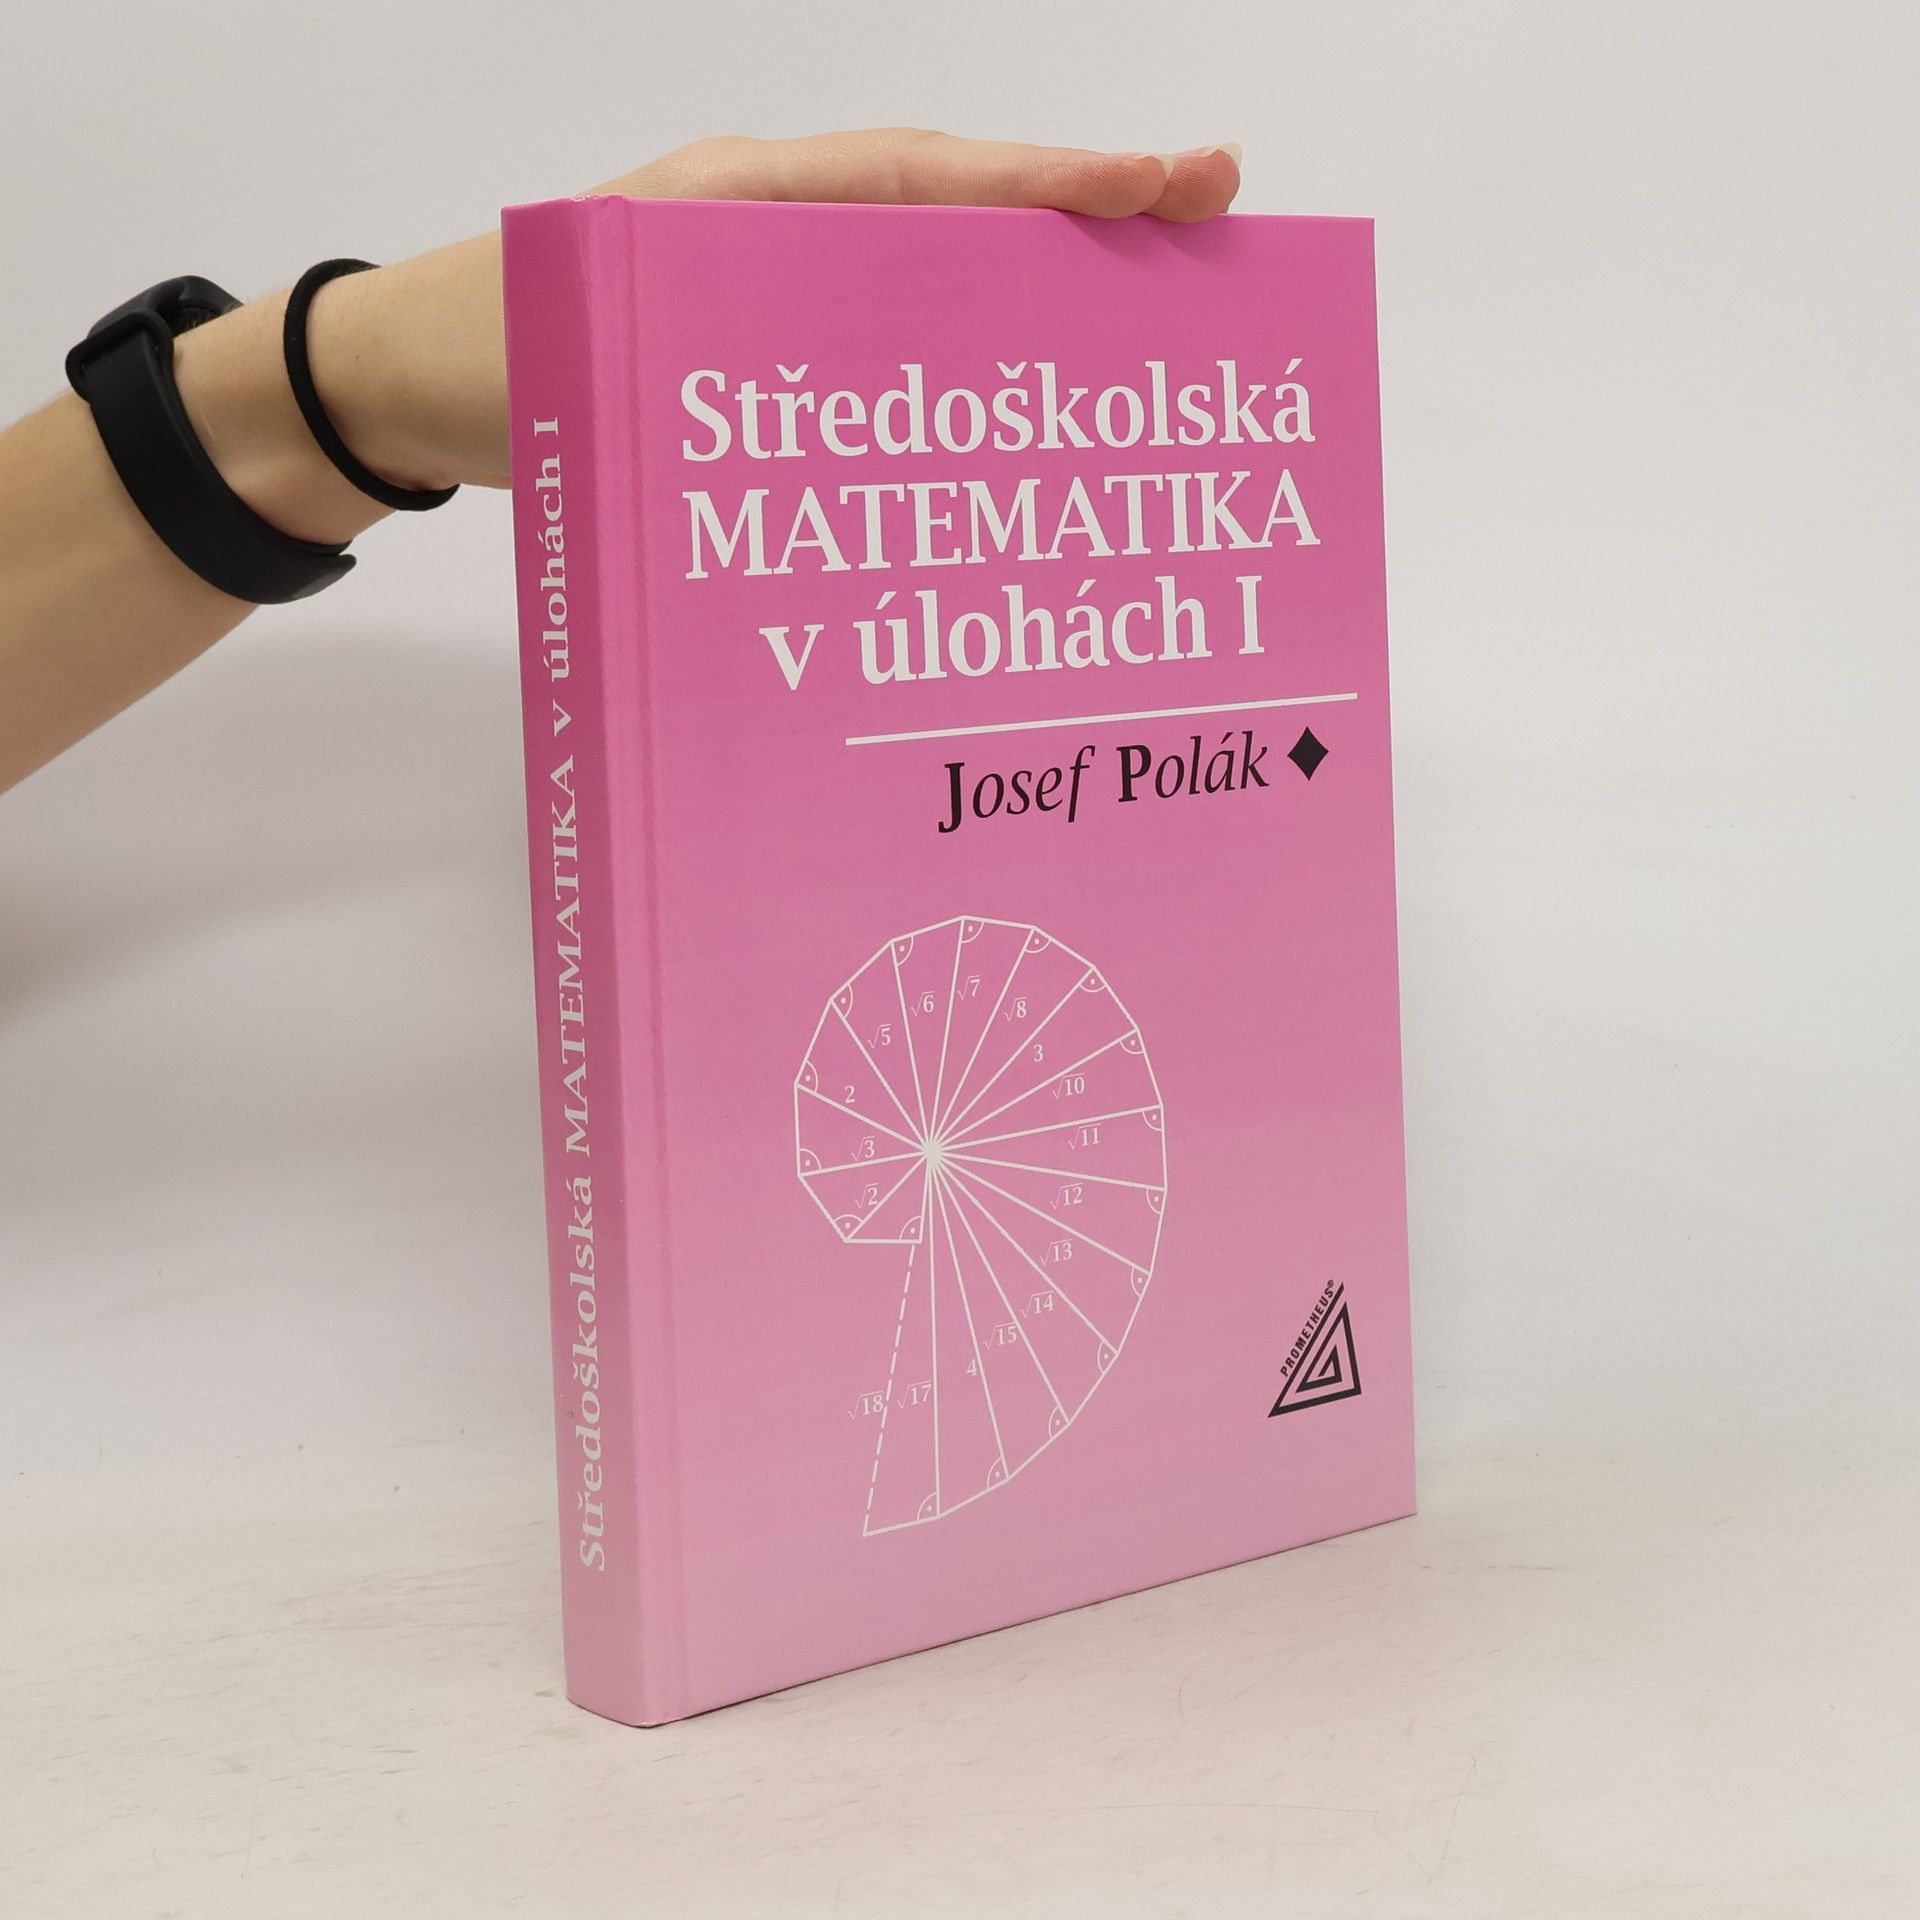 Středoškolská
MATEMATIKA
v úlohách I
Josef Polák
Středoškolská MATEMATIKA v úlohách I
√6
√7
√8
√5
3
2
√10
√3
√11
√2
√12
√13
√14
√15
4
√18
√17
PROMETHEUS®